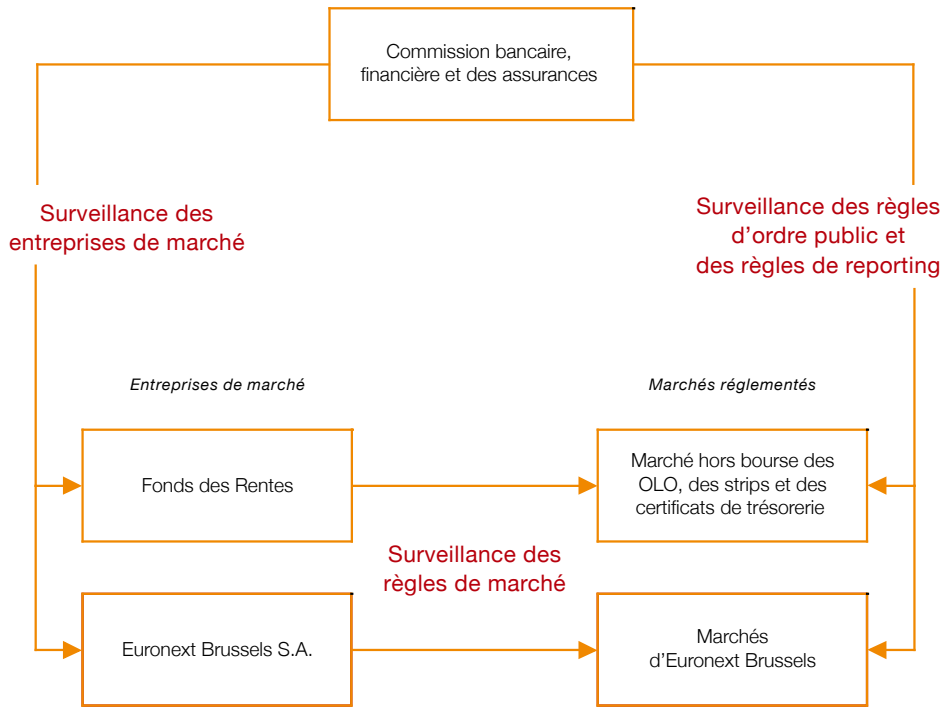 Commission bancaire,
financière et des assurances
Surveillance des
entreprises de marché
Surveillance des règles
d’ordre public et
des règles de reporting
Entreprises de marché
Marchés réglementés
Fonds des Rentes
Marché hors bourse des
OLO, des strips et des
certificats de trésorerie
Surveillance des
règles de marché
Euronext Brussels S.A.
Marchés
d’Euronext Brussels